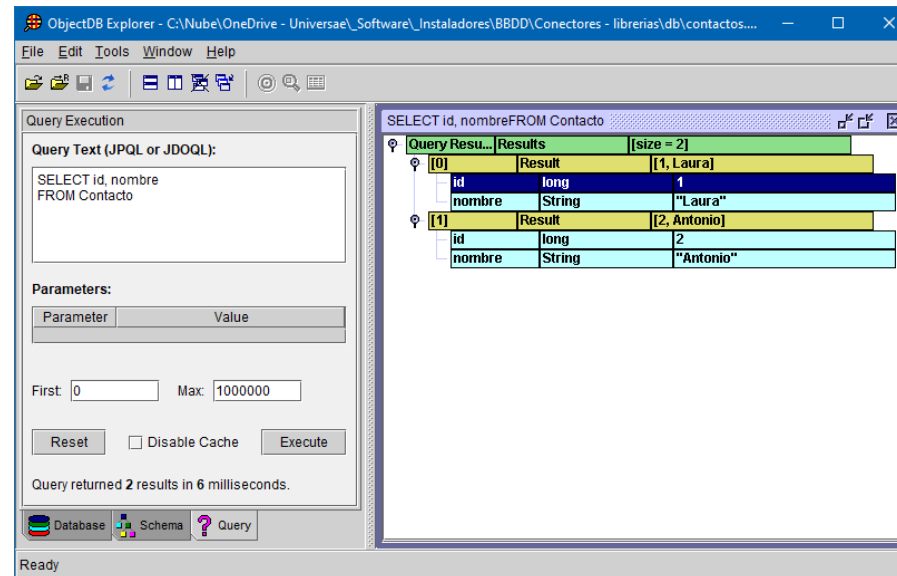 ObjectDB Explorer - C:\Nube\OneDrive - Universae\_Software\_Instaladores\BBDD\Conectores - librerias\db\contactos....
File Edit Tools Window Help
Query Execution
Query Text (JPQL or JDOQL):
SELECT id, nombre
FROM Contacto
Parameters:
Parameter Value
First: 0 Max: 1000000
Reset Disable Cache Execute
Query returned 2 results in 6 milliseconds.
Database Schema Query
SELECT id, nombreFROM Contacto
Query Resu... Results [size = 2]
[0] Result [1, Laura]
id long 1
nombre String "Laura"
[1] Result [2, Antonio]
id long 2
nombre String "Antonio"
Ready